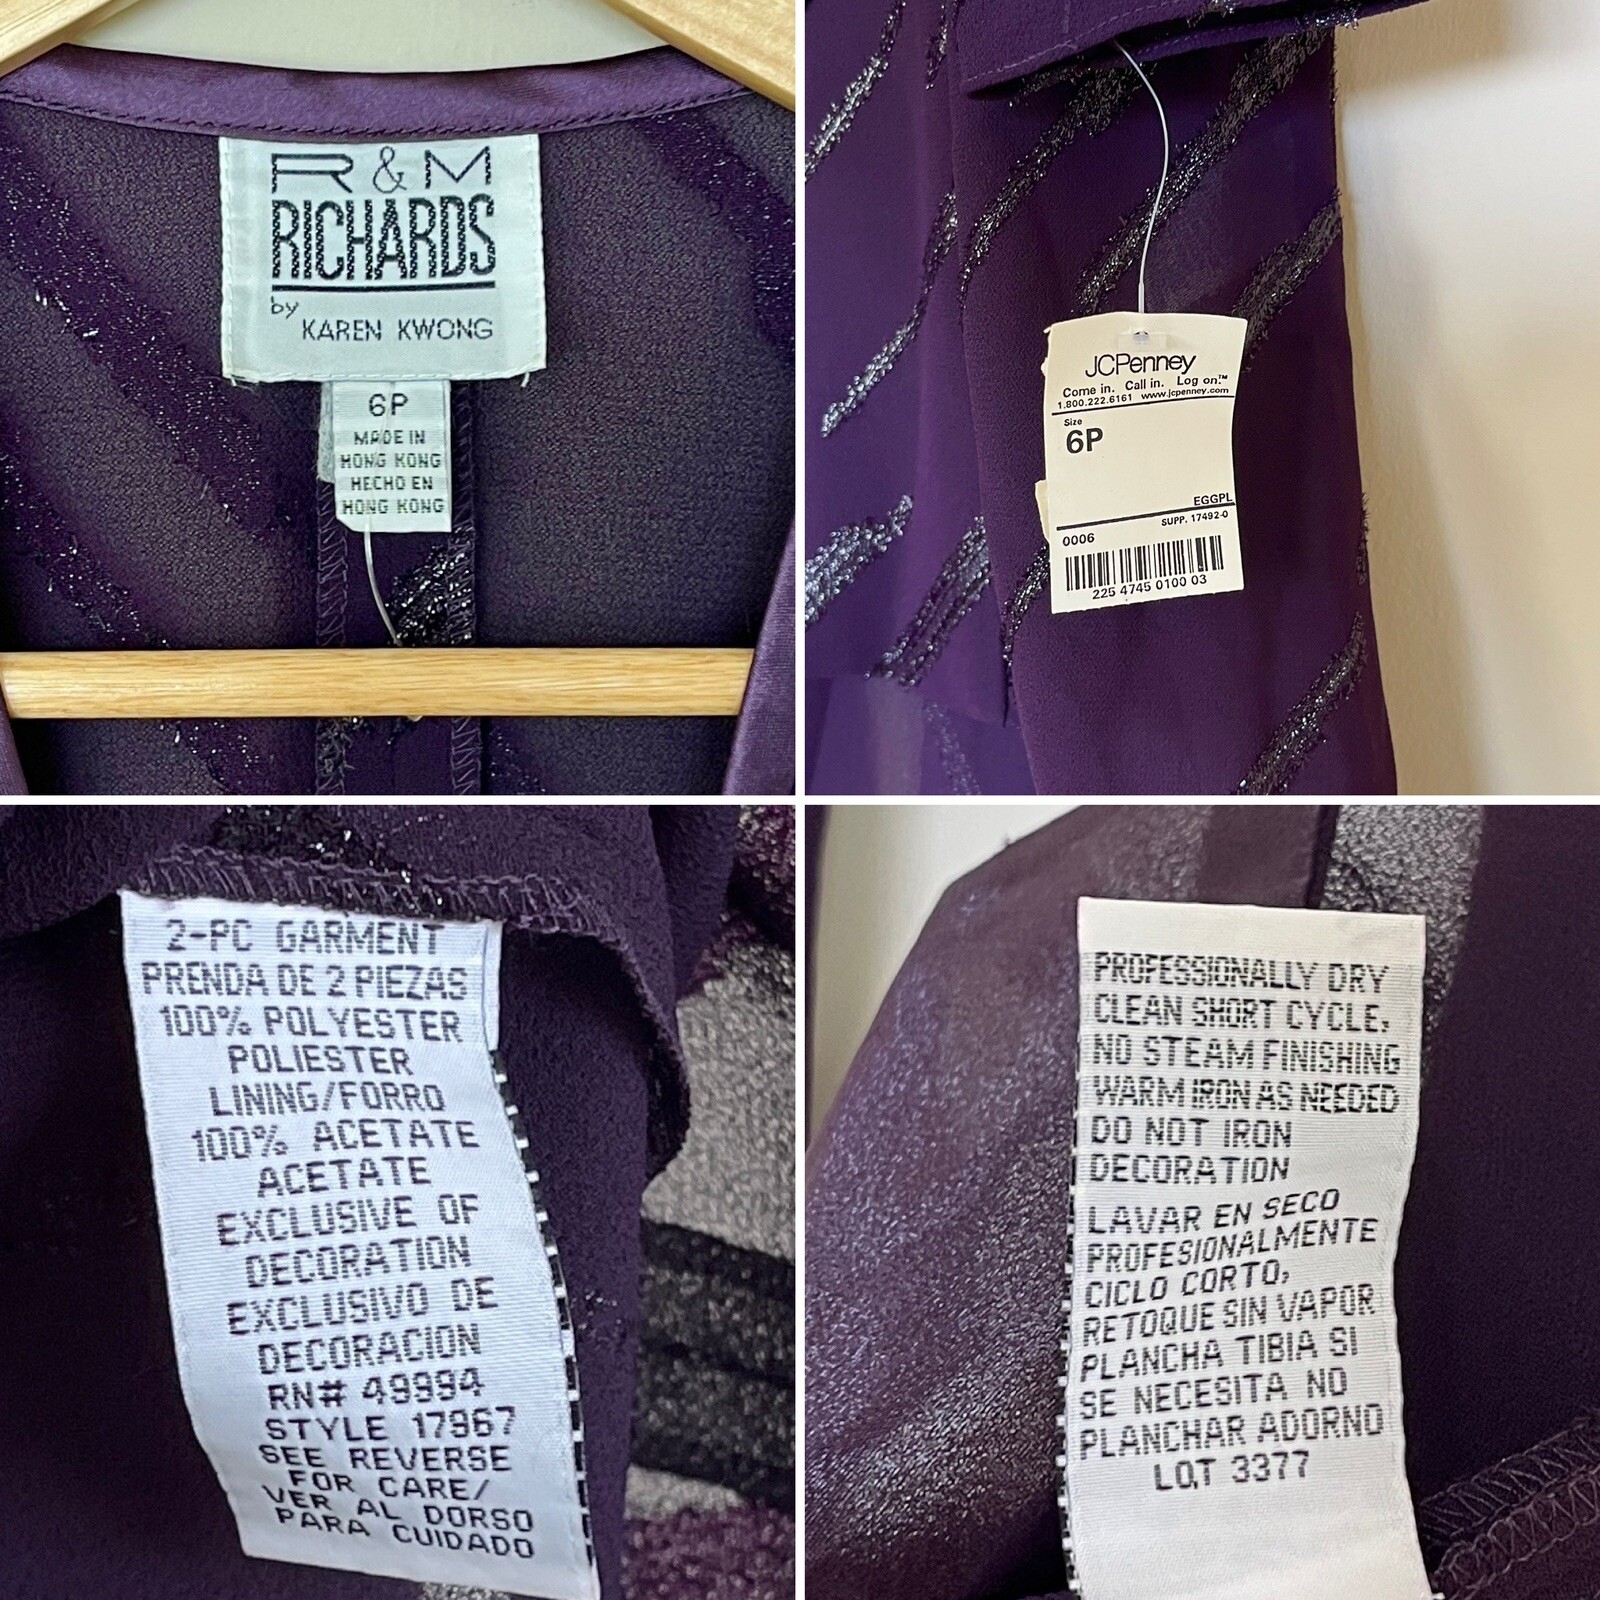 R & M
RICHARDS
by
KAREN KWONG
6P
MADE IN
HONG KONG
HECHO EN
HONG KONG
JCPenney
Come in. Call in. Log on.™
1.800.222.6161 www.jcpenney.com
Size
6P
EGGPL
SUPP. 17492-0
0006
225 4745 0100 03
2-PC GARMENT
PRENDA DE 2 PIEZAS
100% POLYESTER
POLIESTER
LINING/FORRO
100% ACETATE
ACETATE
EXCLUSIVE OF
DECORATION
EXCLUSIVO DE
DECORACION
RN# 49994
STYLE 17967
SEE REVERSE
FOR CARE/
VER AL DORSO
PARA CUIDADO
PROFESSIONALLY DRY
CLEAN SHORT CYCLE,
NO STEAM FINISHING
WARM IRON AS NEEDED
DO NOT IRON
DECORATION
LAVAR EN SECO
PROFESIONALMENTE
CICLO CORTO,
RETOQUE SIN VAPOR
PLANCHA TIBIA SI
SE NECESITA NO
PLANCHAR ADORNO
LOT 3377